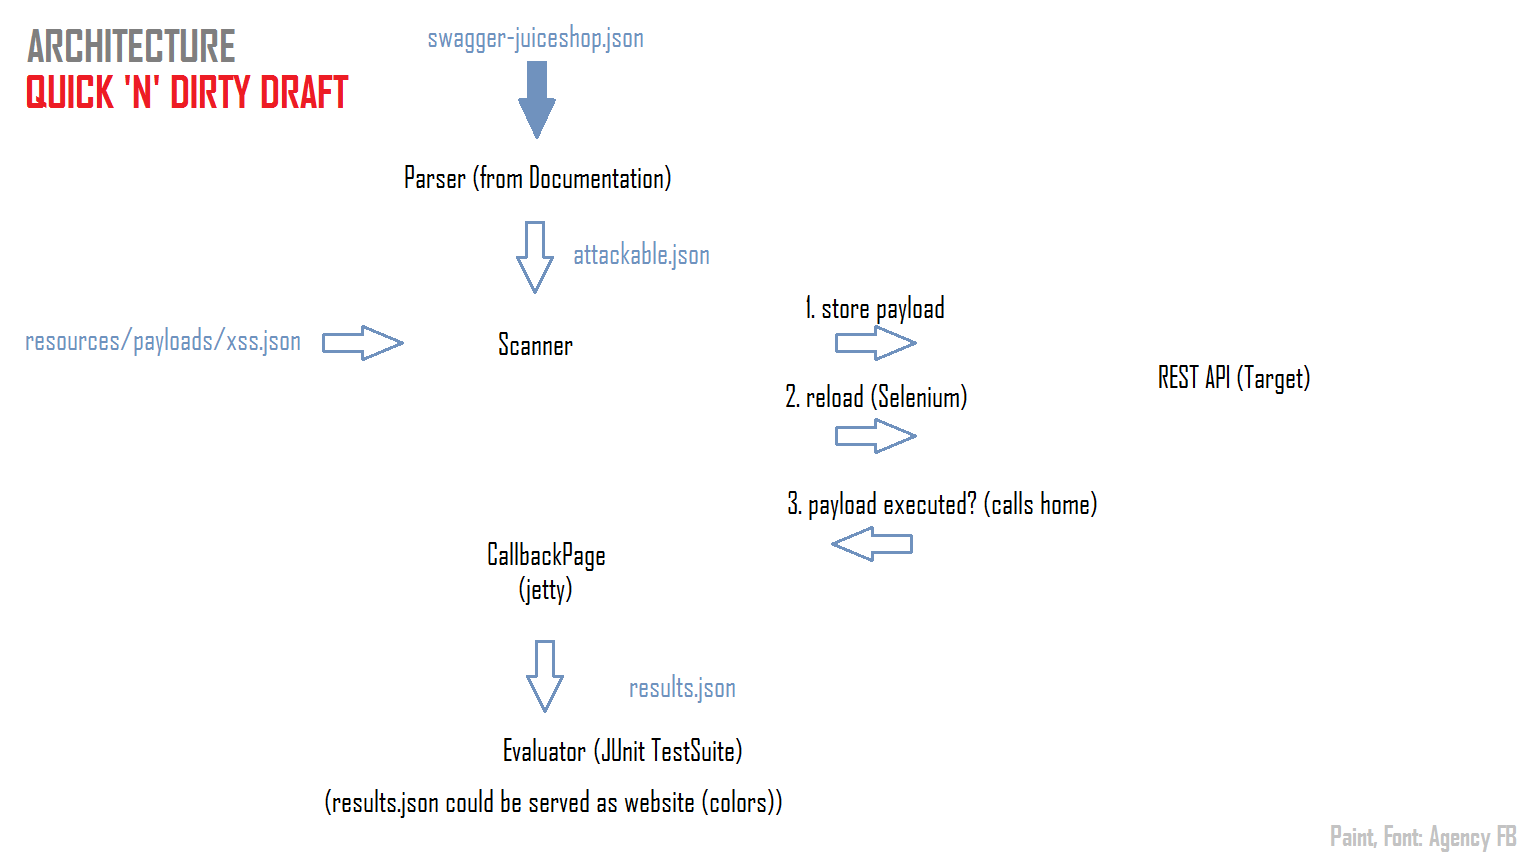 ARCHITECTURE
QUICK 'N' DIRTY DRAFT
swagger-juiceshop.json
Parser (from Documentation)
attackable.json
resources/payloads/xss.json
Scanner
1. store payload
2. reload (Selenium)
REST API (Target)
3. payload executed? (calls home)
CallbackPage
(jetty)
results.json
Evaluator (JUnit TestSuite)
(results.json could be served as website (colors))
Paint, Font: Agency FB